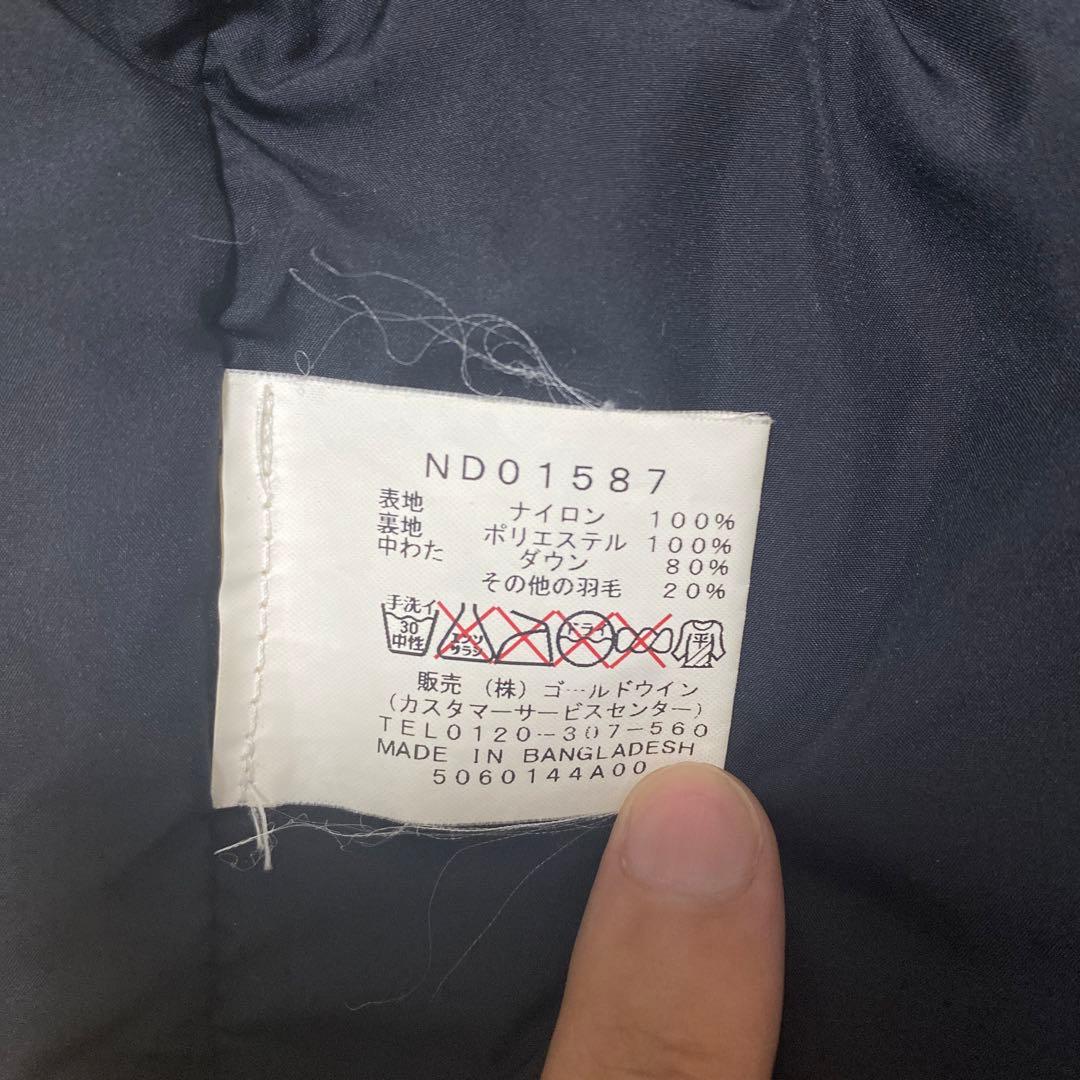 ND01587
表地 ナイロン 100%
裏地 ポリエステル 100%
中わた ダウン 80%
その他の羽毛 20%
手洗イ
30
中性
エンソ
サラシ
ドライ
平
販売 (株) ゴールドウイン
(カスタマーサービスセンター)
TEL0120-307-560
MADE IN BANGLADESH
5060144A00